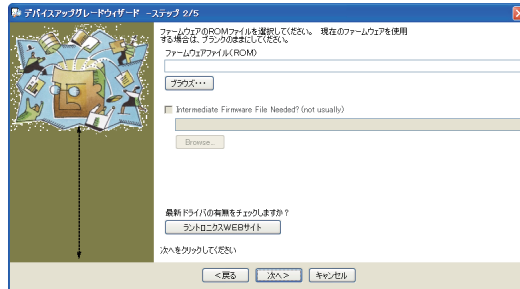 デバイスアップグレードウィザード －ステップ 2/5
ファームウェアのROMファイルを選択してください。 現在のファームウェアを使用
する場合は、ブランクのままにしてください。
ファームウェアファイル(ROM)
ブラウズ・・・
Intermediate Firmware File Needed? (not usually)
Browse...
最新ドライバの有無をチェックしますか？
ラントロニクスWEBサイト
次へをクリックしてください
<戻る
次へ>
キャンセル